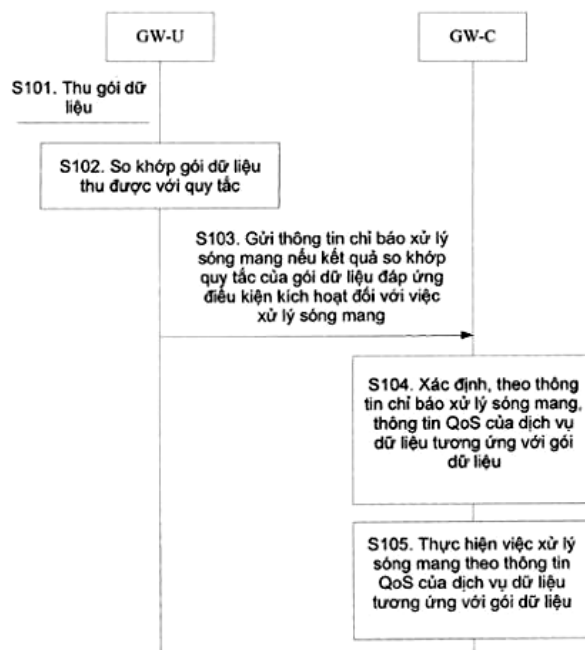 GW-U
GW-C
S101. Thu gói dữ
liệu
S102. So khớp gói dữ liệu
thu được với quy tắc
S103. Gửi thông tin chỉ báo xử lý
sóng mang nếu kết quả so khớp
quy tắc của gói dữ liệu đáp ứng
điều kiện kích hoạt đối với việc
xử lý sóng mang
S104. Xác định, theo thông
tin chỉ báo xử lý sóng mang,
thông tin QoS của dịch vụ
dữ liệu tương ứng với gói
dữ liệu
S105. Thực hiện việc xử lý
sóng mang theo thông tin
QoS của dịch vụ dữ liệu
tương ứng với gói dữ liệu